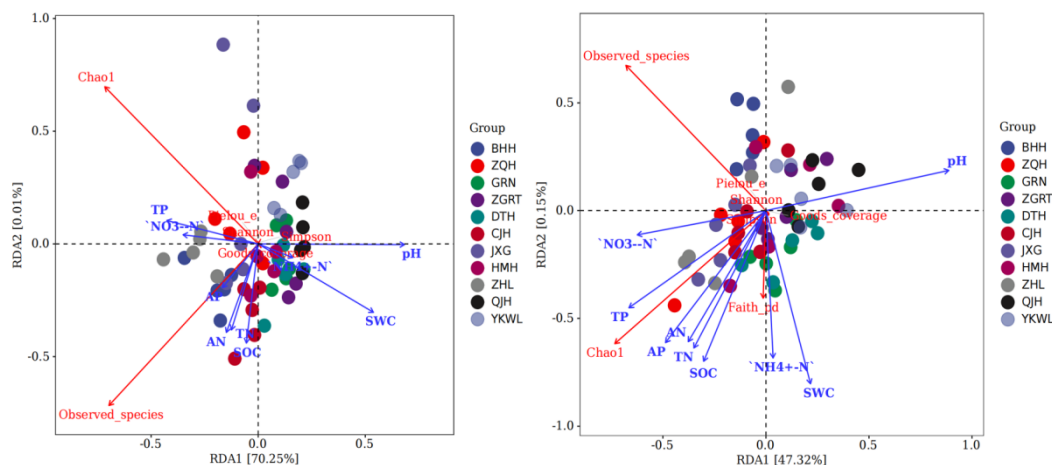 1.0
0.5
0.0
-0.5
-0.5
0.0
0.5
RDA2 [0.01%]
RDA1 [70.25%]
Chao1
TP
`NO3--N`
Pielou_e
Shannon
Simpson
pH
AP
SWC
AN
TN
SOC
Observed_species
Group
BHH
ZQH
GRN
ZGRT
DTH
CJH
JXG
HMH
ZHL
QJH
YKWL
0.5
0.0
-0.5
-1.0
-0.5
0.0
0.5
1.0
RDA2 [0.15%]
RDA1 [47.32%]
Observed_species
pH
Pielou_e
Shannon
`NO3--N`
TP
Faith_pd
AN
Chao1
AP
TN
SOC
`NH4+-N`
SWC
Group
BHH
ZQH
GRN
ZGRT
DTH
CJH
JXG
HMH
ZHL
QJH
YKWL